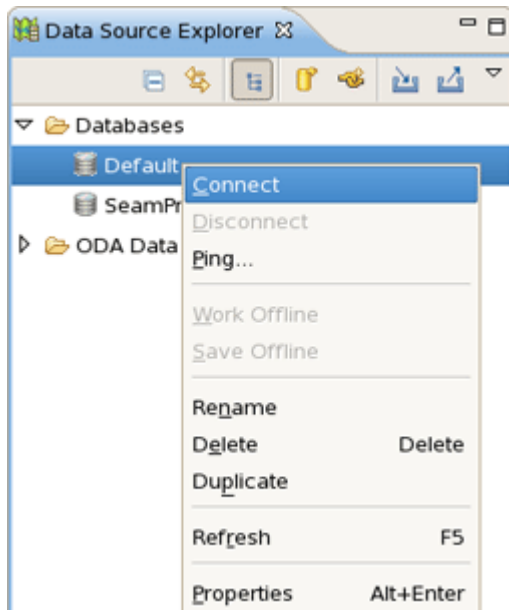 Data Source Explorer
Databases
Default
Connect
SeamPr
Disconnect
ODA Data
Ping...
Work Offline
Save Offline
Rename
Delete Delete
Duplicate
Refresh F5
Properties Alt+Enter